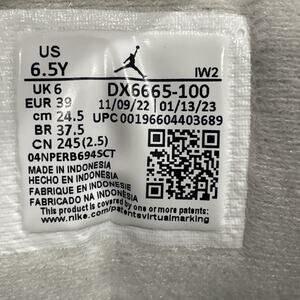 US
6.5Y
IW2
UK 6
EUR 39
cm 24.5
BR 37.5
CN 245(2.5)
DX6665-100
11/09/22 01/13/23
UPC 00196604403689
04NPERB694SCT
MADE IN INDONESIA
HECHO EN INDONESIA
FABRIQUE EN INDONESIE
FABRICADO NA INDONESIA
This product is covered by one or more patents
www.nike.com/patentsvirtualmarking